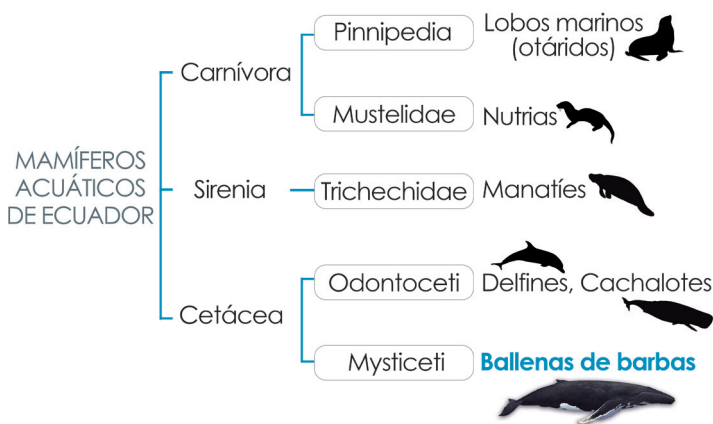 MAMÍFEROS
ACUÁTICOS
DE ECUADOR
Carnívora
Pinnipedia
Lobos marinos
(otáridos)
Mustelidae
Nutrias
Sirenia
Trichechidae
Manatíes
Cetácea
Odontoceti
Delfines, Cachalotes
Mysticeti
Ballenas de barbas